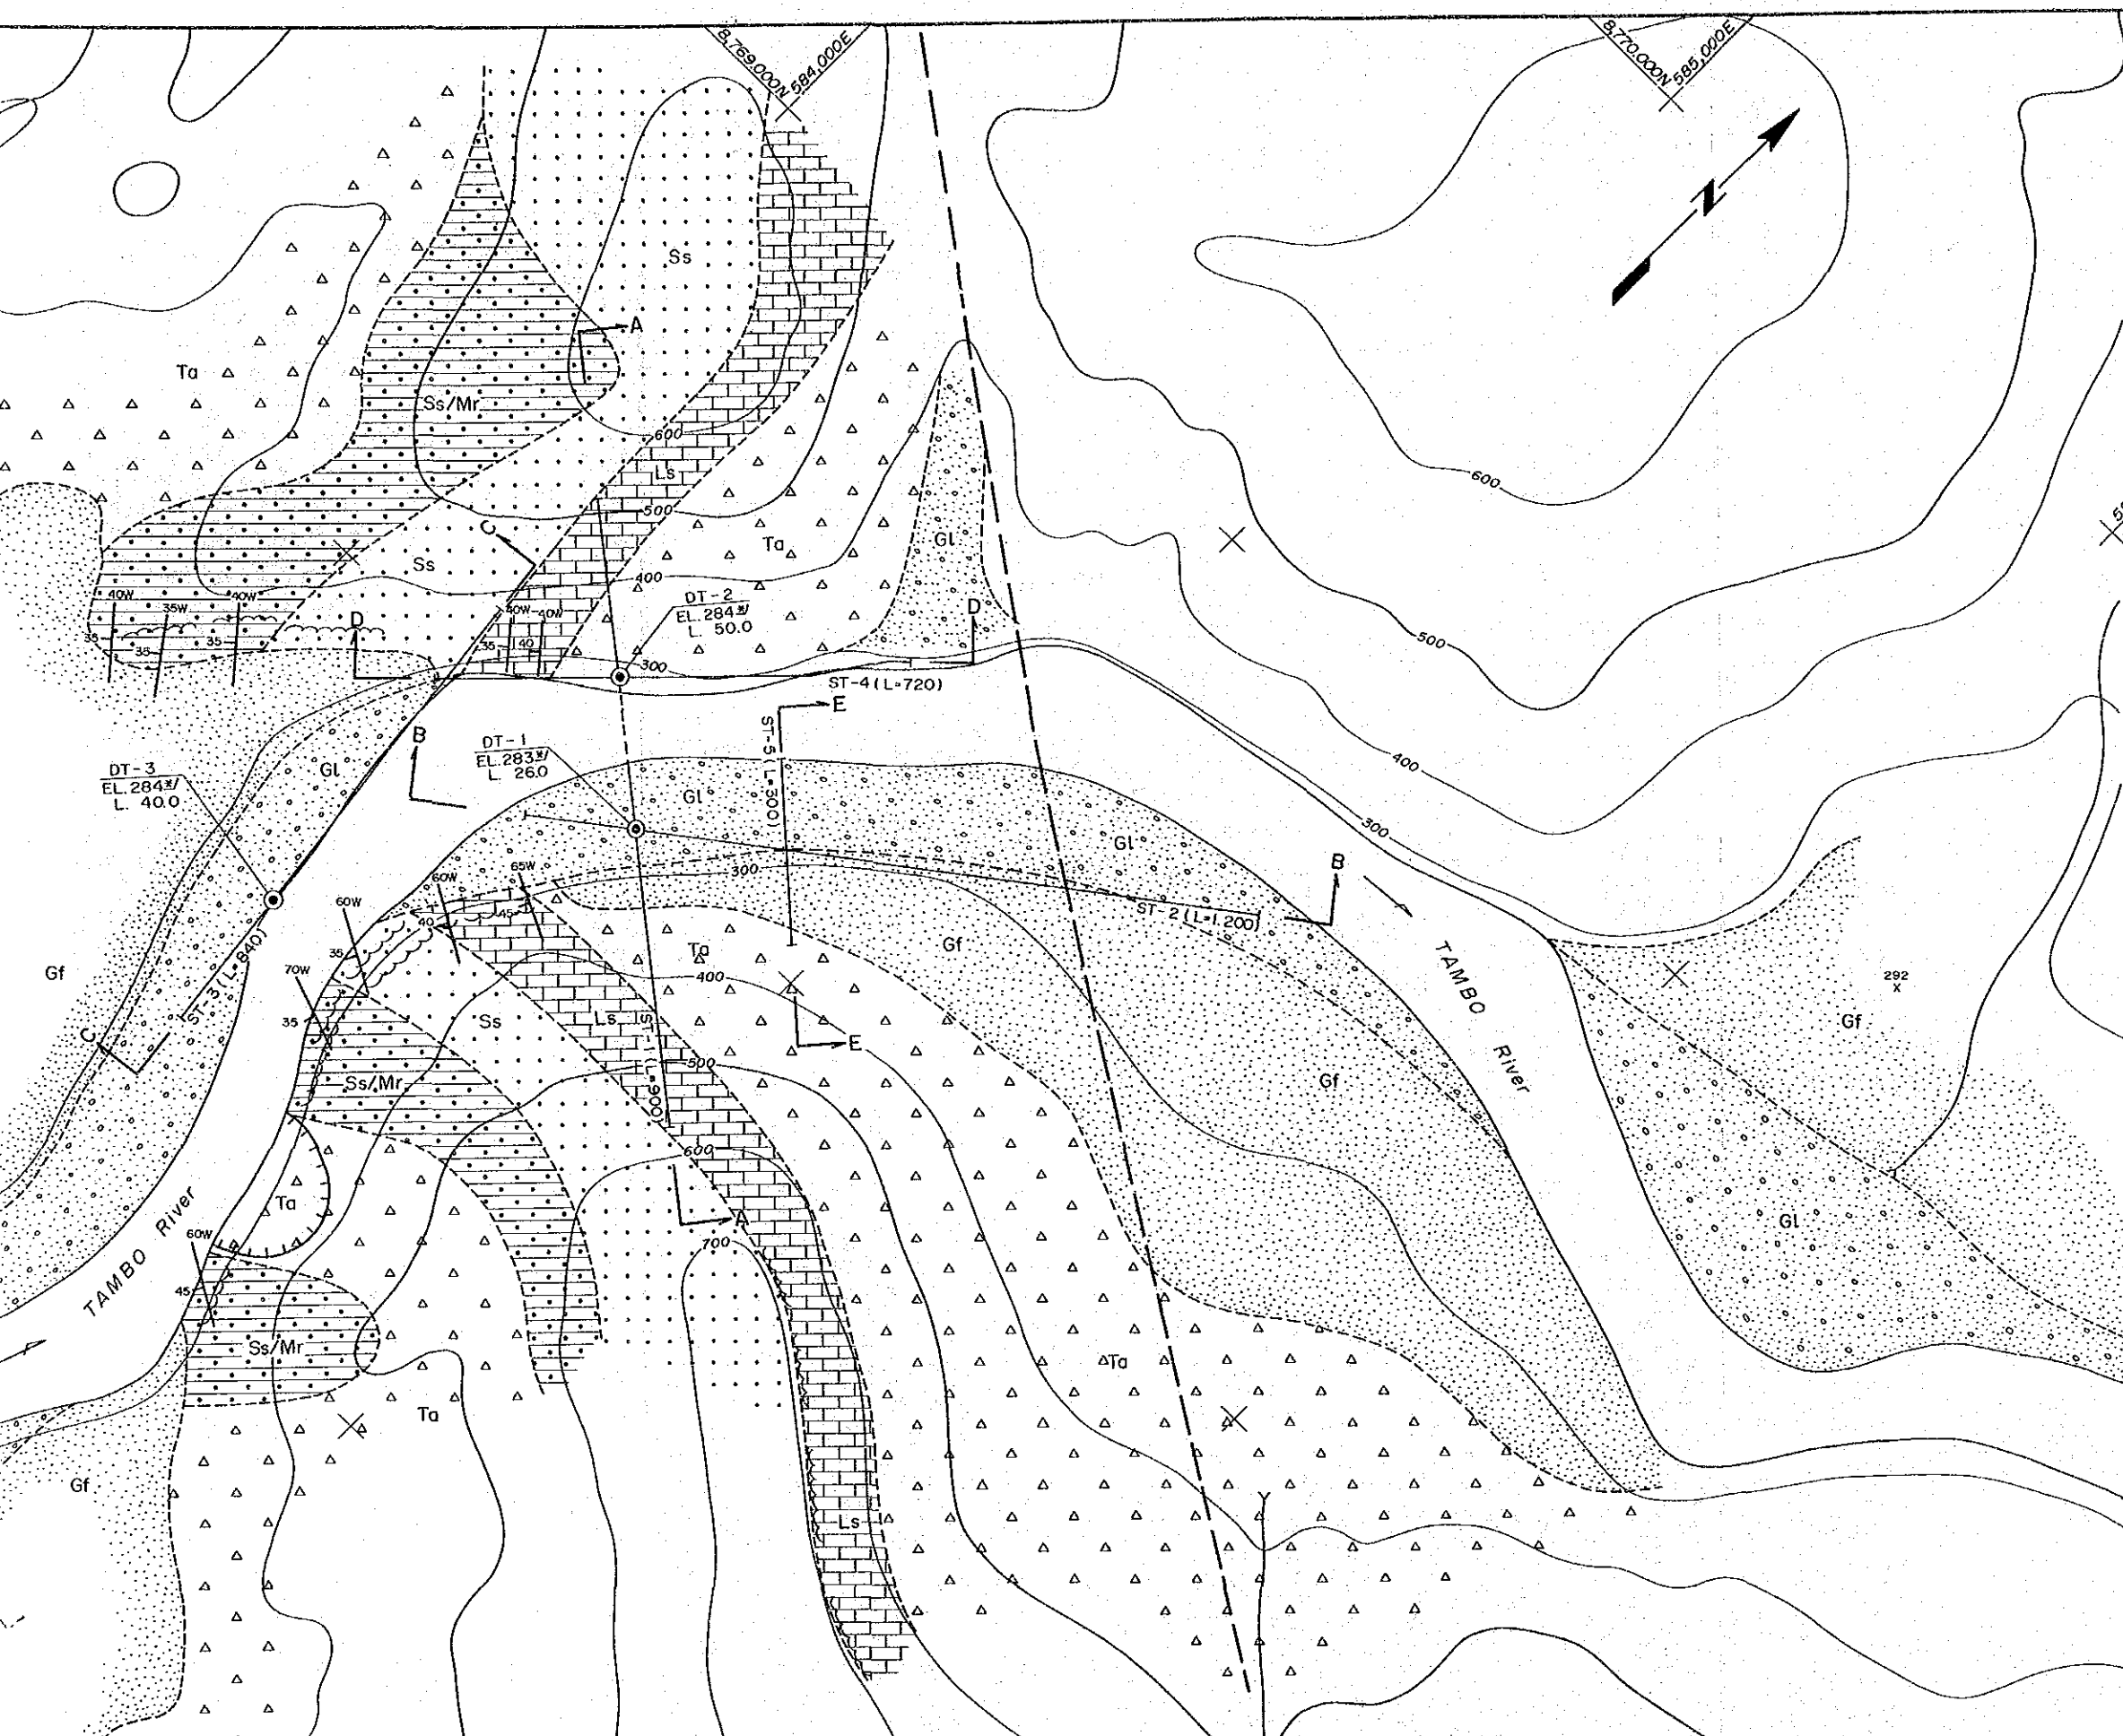 8,769,000N
584,000E
8,770,000N
585,000E
N
Ss
A
Ta
Ss/Mr
600
Ls
500
C
Ta
Gl
600
Ss
400
40W
35W
40W
35
35
35
D
40W
40W
35
40
DT-2
EL.284*/
L. 50.0
D
500
300
ST-4 (L=720)
E
B
ST-5 (L=300)
DT-1
EL.283*/
L. 26.0
400
DT-3
EL.284*/
L. 40.0
Gl
Gl
Gl
300
300
B
60W
65W
60W
40
45
ST-2 (L=1,200)
35
Gf
70W
Ta
400
Gf
TAMBO
River
292
x
Gf
ST-3 (L=840)
35
Ss
Ls
ST-1 (L=900)
C
E
500
Ss/Mr
Gf
600
Ta
TAMBO River
60W
A
700
Gl
45
Ss/Mr
Ta
Ta
Gf
Ls